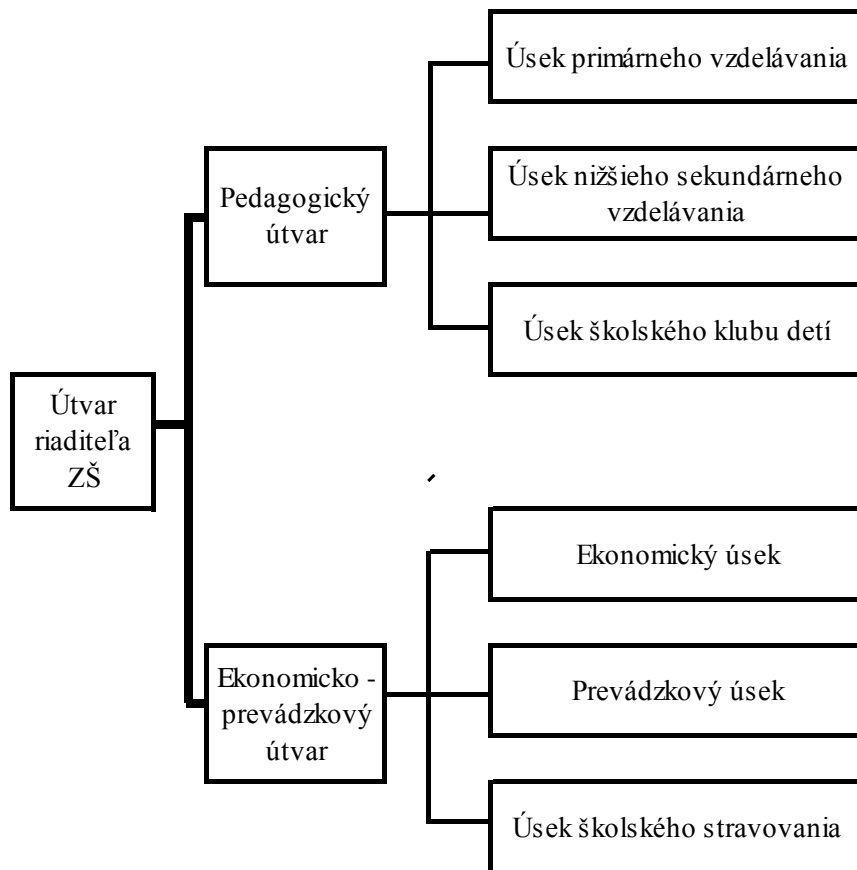 Úsek primárneho vzdelávania
Úsek nižšieho sekundárneho
vzdelávania
Pedagogický
útvar
Úsek školského klubu detí
Útvar
riaditeľa
ZŠ
Ekonomický úsek
Ekonomicko -
prevádzkový
útvar
Prevádzkový úsek
Úsek školského stravovania